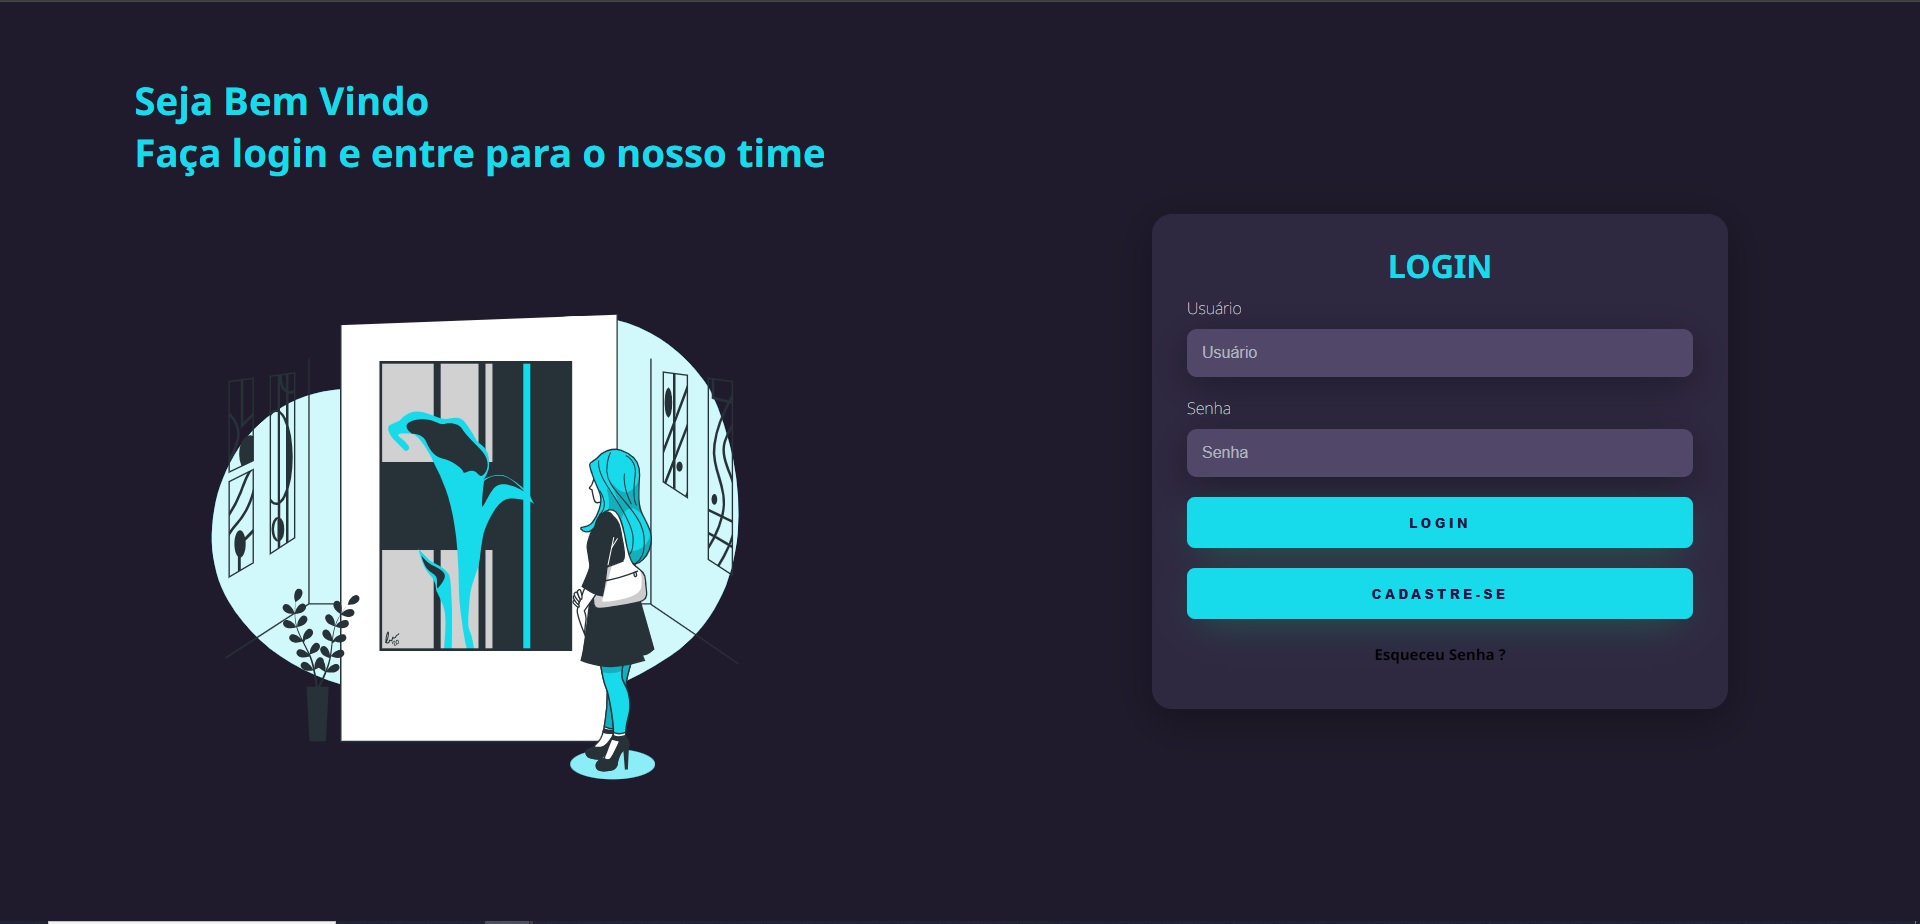 Seja Bem Vindo
Faça login e entre para o nosso time
LOGIN
Usuário
Usuário
Senha
Senha
LOGIN
CADASTRE-SE
Esqueceu Senha ?